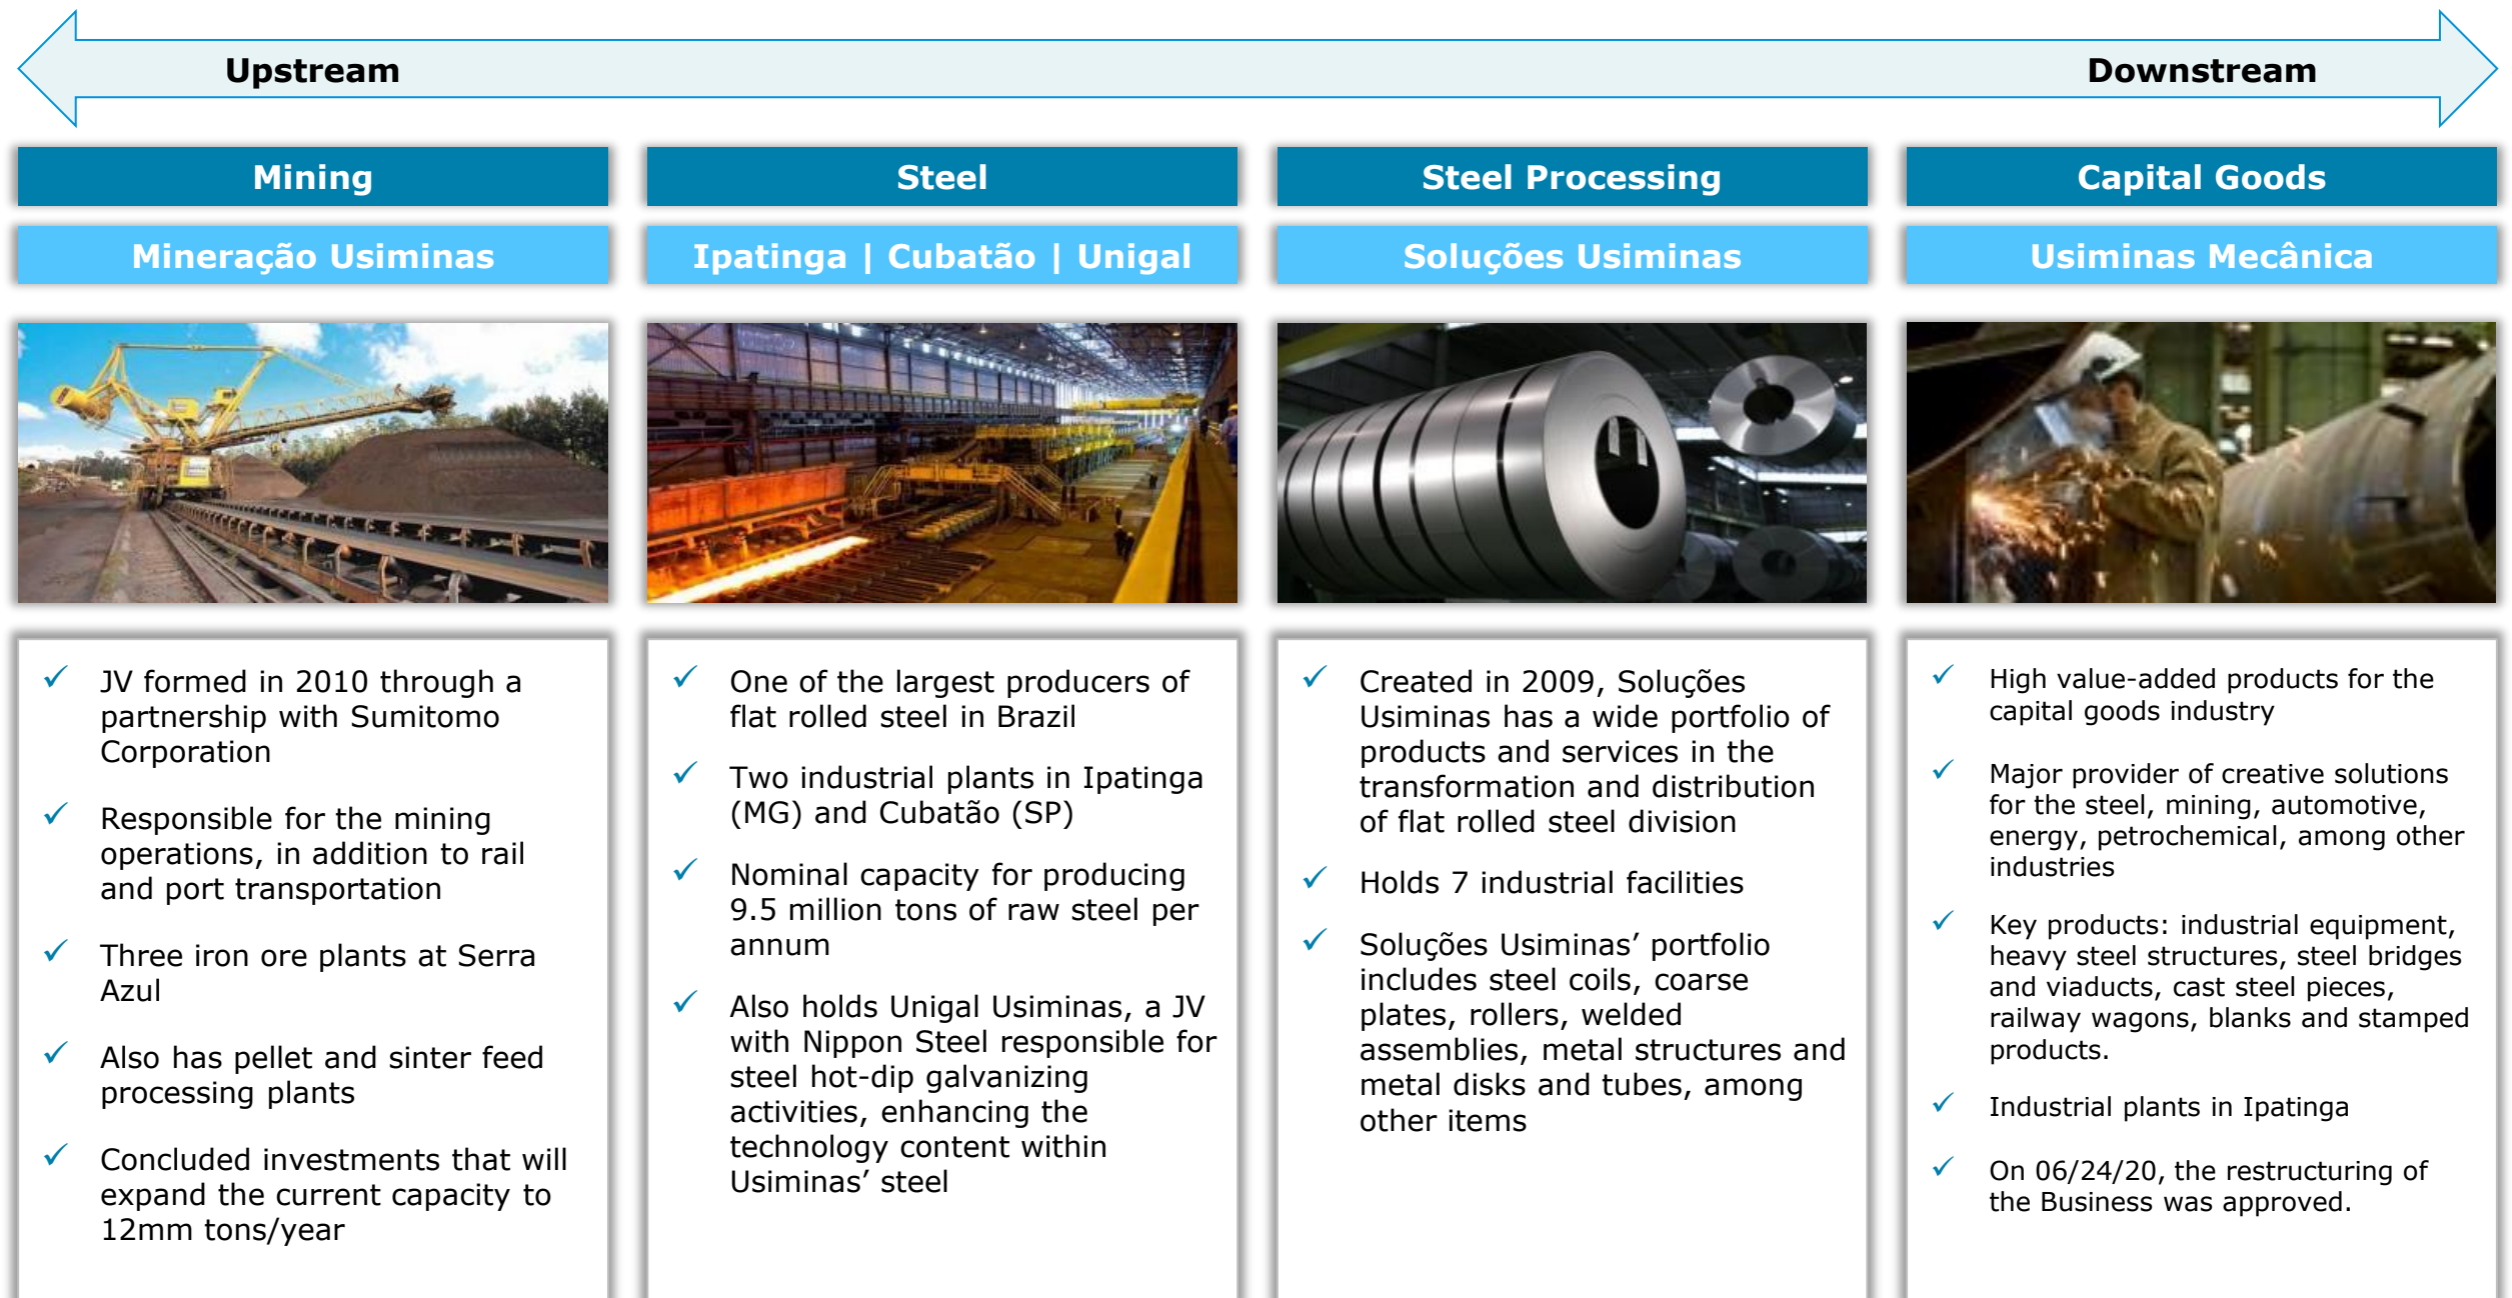 Upstream
Downstream
Mining
Mineração Usiminas
JV formed in 2010 through a
partnership with Sumitomo
Corporation
Responsible for the mining
operations, in addition to rail
and port transportation
Three iron ore plants at Serra
Azul
Also has pellet and sinter feed
processing plants
Concluded investments that will
expand the current capacity to
12mm tons/year
Steel
Ipatinga | Cubatão | Unigal
One of the largest producers of
flat rolled steel in Brazil
Two industrial plants in Ipatinga
(MG) and Cubatão (SP)
Nominal capacity for producing
9.5 million tons of raw steel per
annum
Also holds Unigal Usiminas, a JV
with Nippon Steel responsible for
steel hot-dip galvanizing
activities, enhancing the
technology content within
Usiminas’ steel
Steel Processing
Soluções Usiminas
Created in 2009, Soluções
Usiminas has a wide portfolio of
products and services in the
transformation and distribution
of flat rolled steel division
Holds 7 industrial facilities
Soluções Usiminas’ portfolio
includes steel coils, coarse
plates, rollers, welded
assemblies, metal structures and
metal disks and tubes, among
other items
Capital Goods
Usiminas Mecânica
High value-added products for the
capital goods industry
Major provider of creative solutions
for the steel, mining, automotive,
energy, petrochemical, among other
industries
Key products: industrial equipment,
heavy steel structures, steel bridges
and viaducts, cast steel pieces,
railway wagons, blanks and stamped
products.
Industrial plants in Ipatinga
On 06/24/20, the restructuring of
the Business was approved.